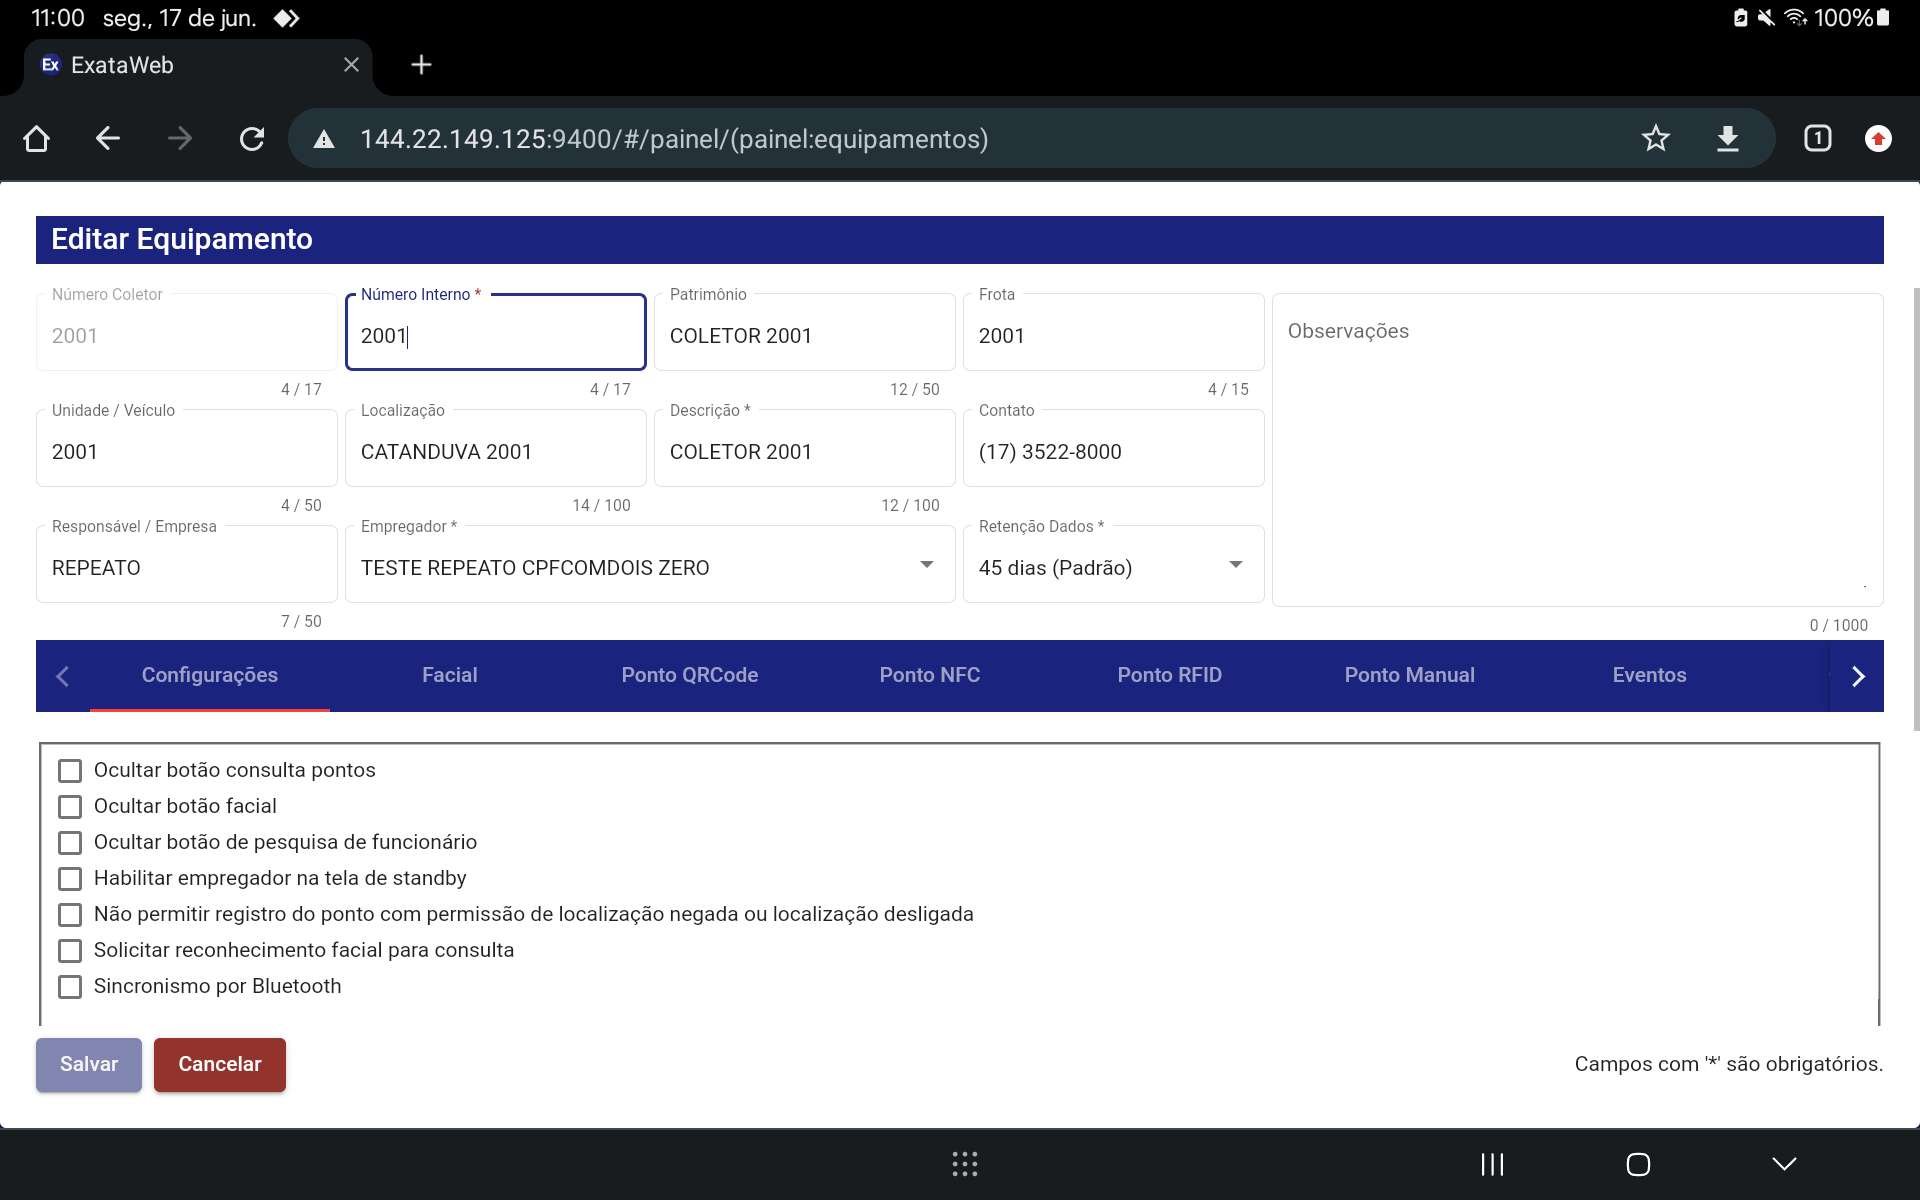 11:00 seg., 17 de jun. 100%
Ex ExataWeb
144.22.149.125:9400/#/painel/(painel:equipamentos) 1
Editar Equipamento
Número Coletor Número Interno * Patrimônio Frota
2001 2001 COLETOR 2001 2001 Observações
4 / 17 4 / 17 12 / 50 4 / 15
Unidade / Veículo Localização Descrição * Contato
2001 CATANDUVA 2001 COLETOR 2001 (17) 3522-8000
4 / 50 14 / 100 12 / 100
Responsável / Empresa Empregador * Retenção Dados *
REPEATO TESTE REPEATO CPFCOMDOIS ZERO 45 dias (Padrão)
7 / 50 0 / 1000
Configurações Facial Ponto QRCode Ponto NFC Ponto RFID Ponto Manual Eventos
Ocultar botão consulta pontos
Ocultar botão facial
Ocultar botão de pesquisa de funcionário
Habilitar empregador na tela de standby
Não permitir registro do ponto com permissão de localização negada ou localização desligada
Solicitar reconhecimento facial para consulta
Sincronismo por Bluetooth
Salvar Cancelar Campos com '*' são obrigatórios.